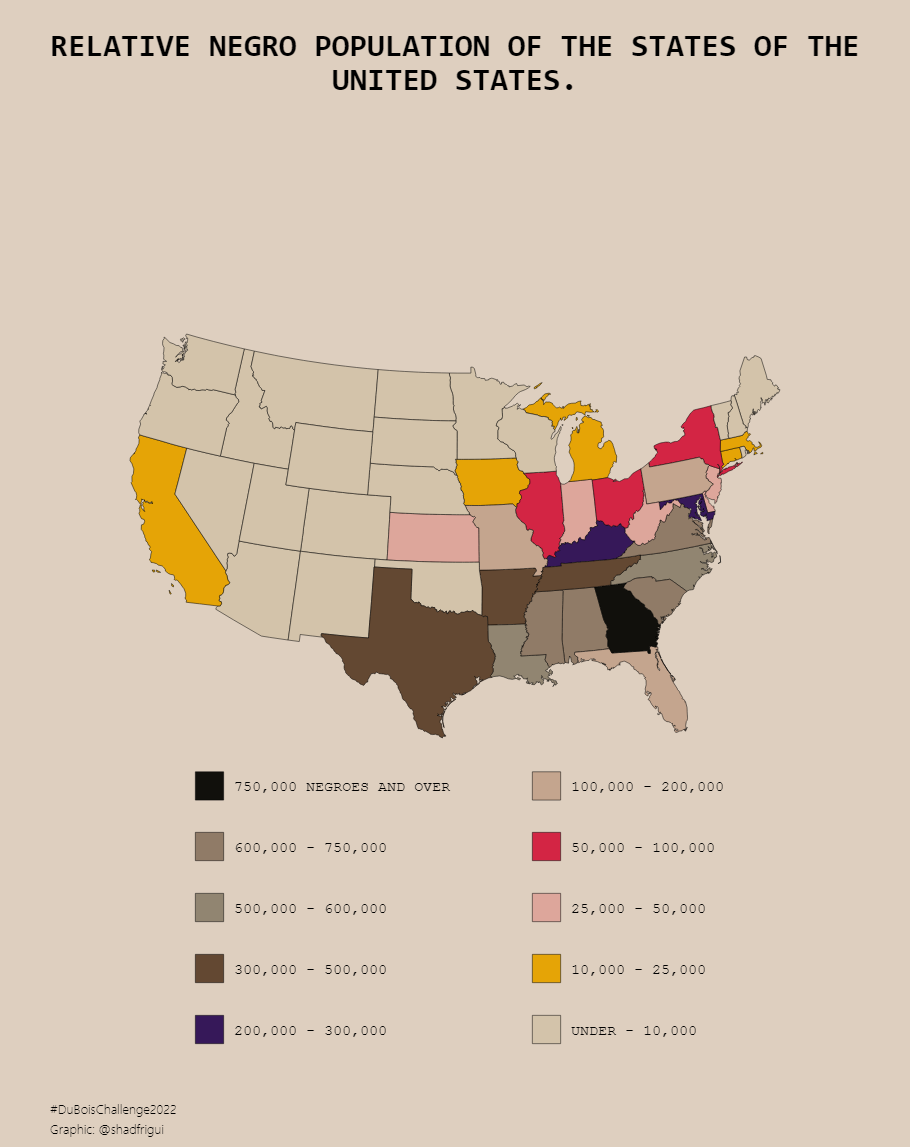 RELATIVE NEGRO POPULATION OF THE STATES OF THE
UNITED STATES.
750,000 NEGROES AND OVER
600,000 - 750,000
500,000 - 600,000
300,000 - 500,000
200,000 - 300,000
100,000 - 200,000
50,000 - 100,000
25,000 - 50,000
10,000 - 25,000
UNDER - 10,000
#DuBoisChallenge2022
Graphic: @shadfrigui